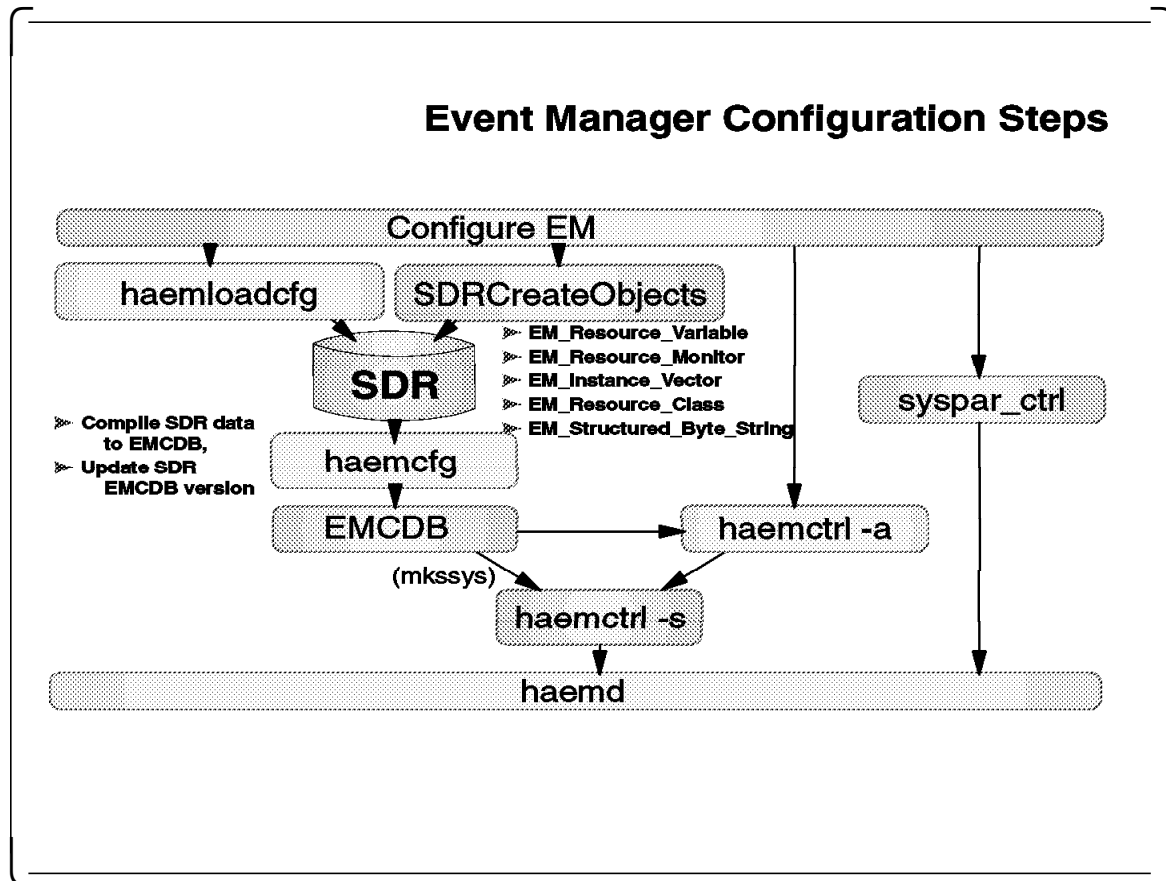 Event Manager Configuration Steps
Configure EM
haemloadcfg
SDRCreateObjects
EM_Resource_Variable
EM_Resource_Monitor
EM_Instance_Vector
EM_Resource_Class
EM_Structured_Byte_String
SDR
syspar_ctrl
Compile SDR data
to EMCDB,
Update SDR
EMCDB version
haemcfg
EMCDB
haemctrl -a
(mkssys)
haemctrl -s
haemd